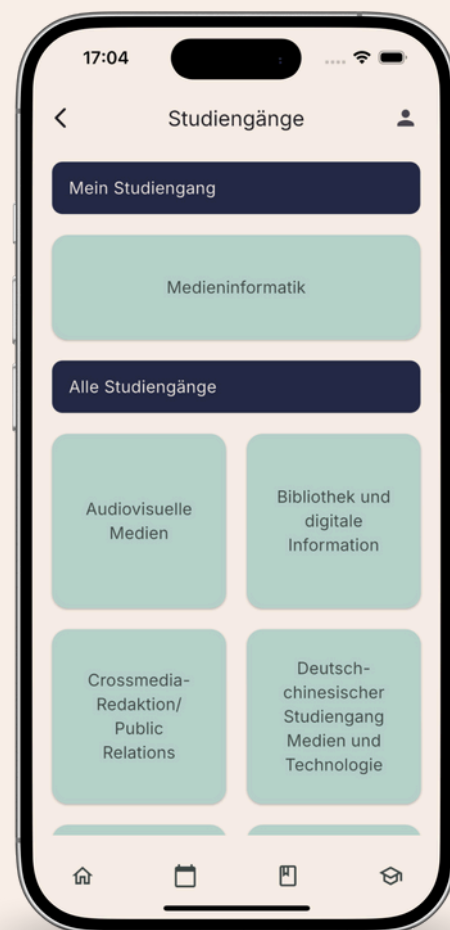 17:04
Studiengänge
Mein Studiengang
Medieninformatik
Alle Studiengänge
Audiovisuelle
Medien
Bibliothek und
digitale
Information
Crossmedia-
Redaktion/
Public
Relations
Deutsch-
chinesischer
Studiengang
Medien und
Technologie